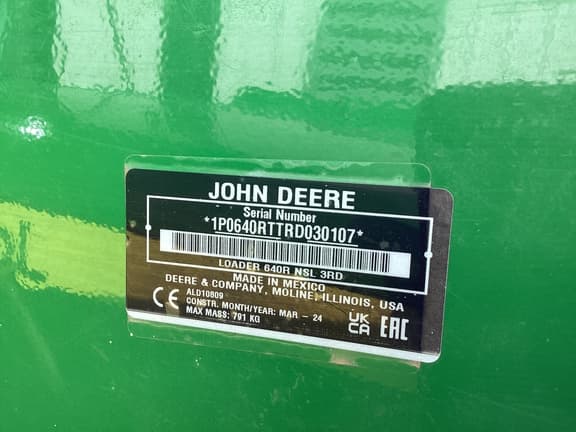 JOHN DEERE
Serial Number
*1P0640RTTRD030107*
LOADER 640R NSL 3RD
MADE IN MEXICO
DEERE & COMPANY, MOLINE, ILLINOIS, USA
ALD10809
CONSTR. MONTH/YEAR: MAR - 24
MAX MASS: 791 KG
CE
UK
CA
EAC